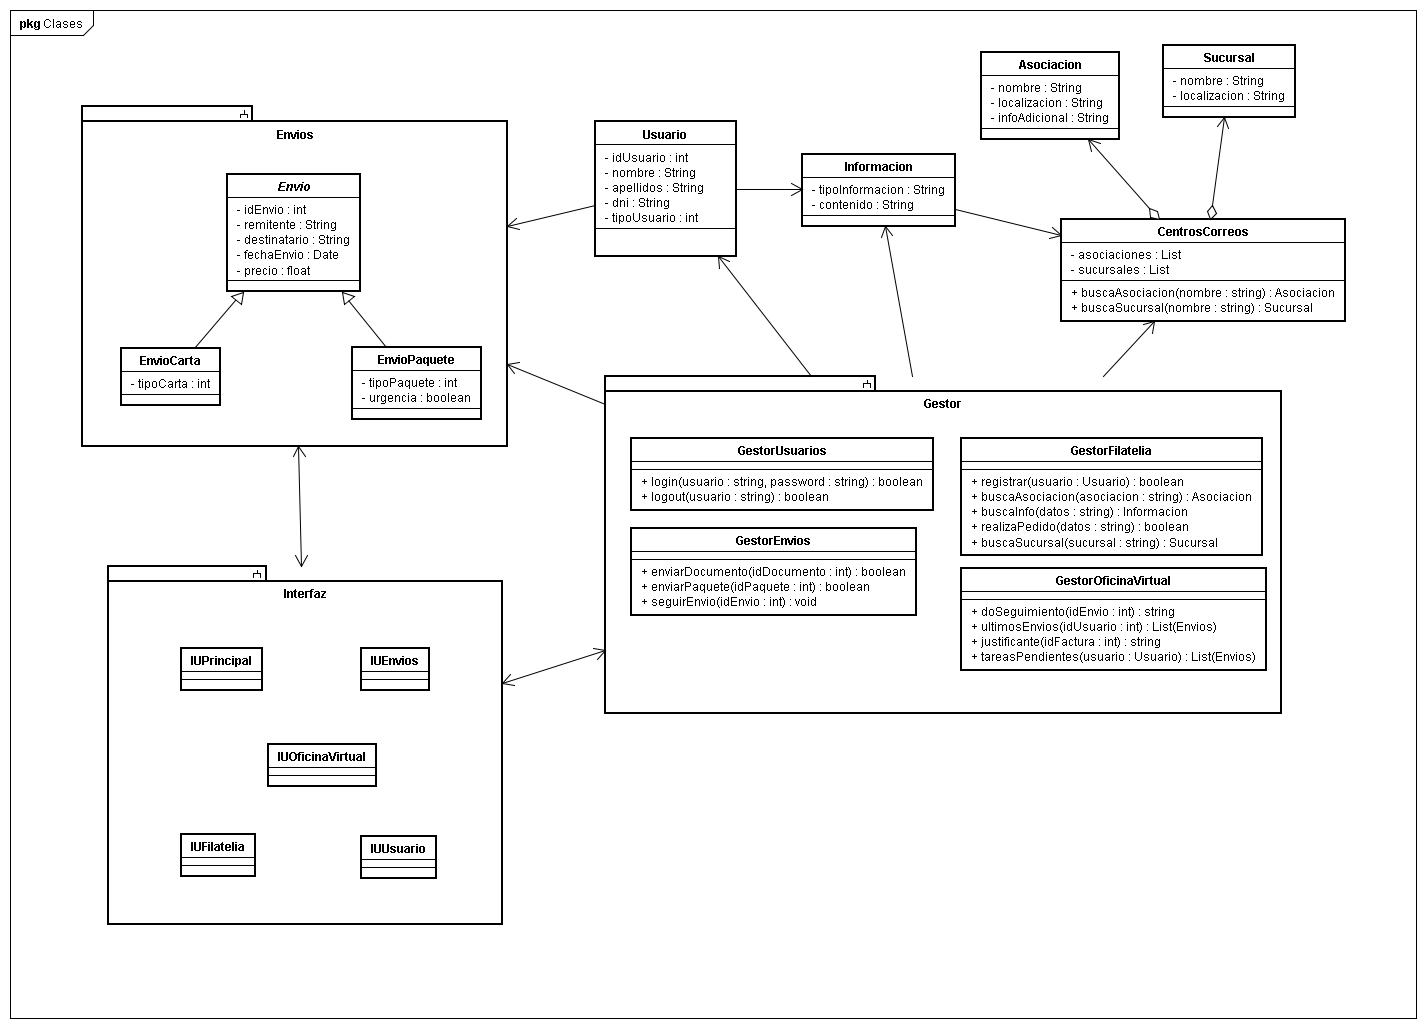 pkg Clases
Envios
Envio
- idEnvio : int
- remitente : String
- destinatario : String
- fechaEnvio : Date
- precio : float
EnvioCarta
- tipoCarta : int
EnvioPaquete
- tipoPaquete : int
- urgencia : boolean
Usuario
- idUsuario : int
- nombre : String
- apellidos : String
- dni : String
- tipoUsuario : int
Informacion
- tipoInformacion : String
- contenido : String
Asociacion
- nombre : String
- localizacion : String
- infoAdicional : String
Sucursal
- nombre : String
- localizacion : String
CentrosCorreos
- asociaciones : List
- sucursales : List
+ buscaAsociacion(nombre : string) : Asociacion
+ buscaSucursal(nombre : string) : Sucursal
Gestor
GestorUsuarios
+ login(usuario : string, password : string) : boolean
+ logout(usuario : string) : boolean
GestorEnvios
+ enviarDocumento(idDocumento : int) : boolean
+ enviarPaquete(idPaquete : int) : boolean
+ seguirEnvio(idEnvio : int) : void
GestorFilatelia
+ registrar(usuario : Usuario) : boolean
+ buscaAsociacion(asociacion : string) : Asociacion
+ buscaInfo(datos : string) : Informacion
+ realizaPedido(datos : string) : boolean
+ buscaSucursal(sucursal : string) : Sucursal
GestorOficinaVirtual
+ doSeguimiento(idEnvio : int) : string
+ ultimosEnvios(idUsuario : int) : List(Envios)
+ justificante(idFactura : int) : string
+ tareasPendientes(usuario : Usuario) : List(Envios)
Interfaz
IUPrincipal
IUEnvios
IUOficinaVirtual
IUFilatelia
IUUsuario